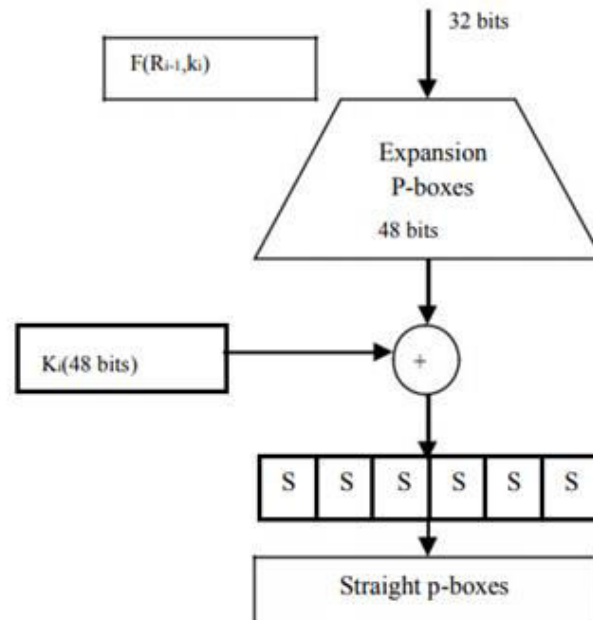 32 bits
F(Rᵢ₋₁,kᵢ)
Expansion
P-boxes
48 bits
Kᵢ(48 bits)
+
S S S S S S
Straight p-boxes